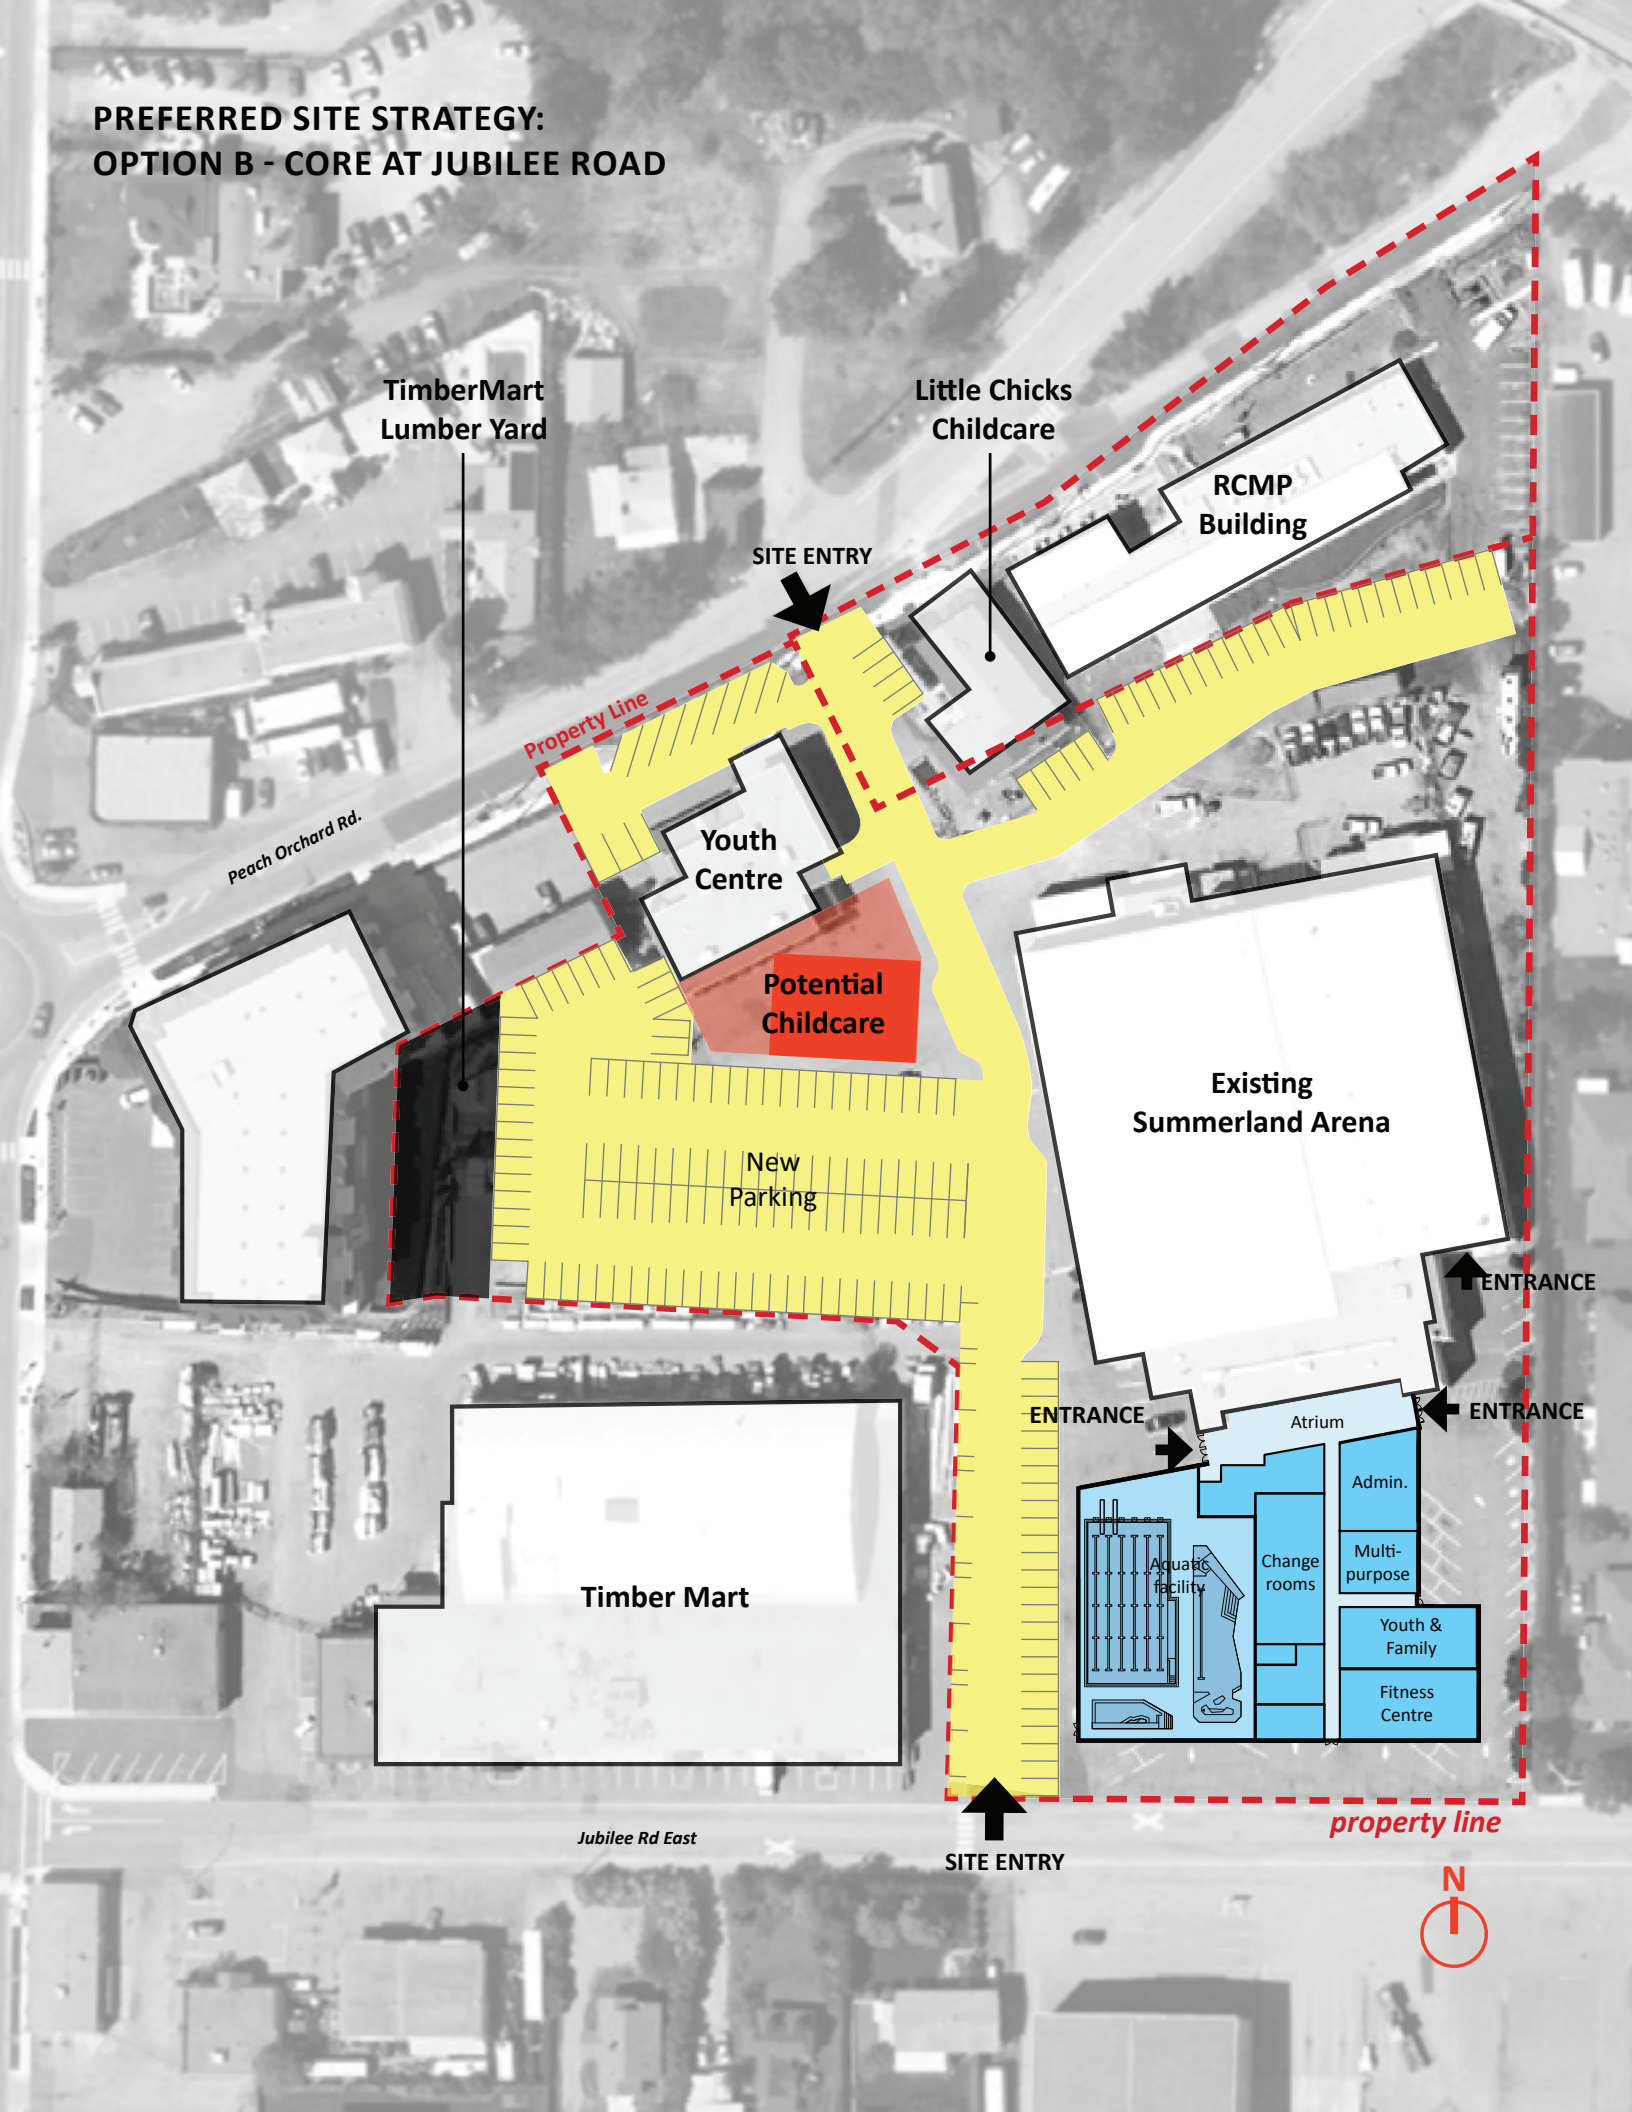 PREFERRED SITE STRATEGY:
OPTION B - CORE AT JUBILEE ROAD
TimberMart
Lumber Yard
Little Chicks
Childcare
RCMP
Building
SITE ENTRY
Property Line
Peach Orchard Rd.
Youth
Centre
Potential
Childcare
Existing
Summerland Arena
New
Parking
ENTRANCE
ENTRANCE
ENTRANCE
Atrium
Admin.
Aquatic
facility
Change
rooms
Multi-
purpose
Timber Mart
Youth &
Family
Fitness
Centre
property line
Jubilee Rd East
SITE ENTRY
N